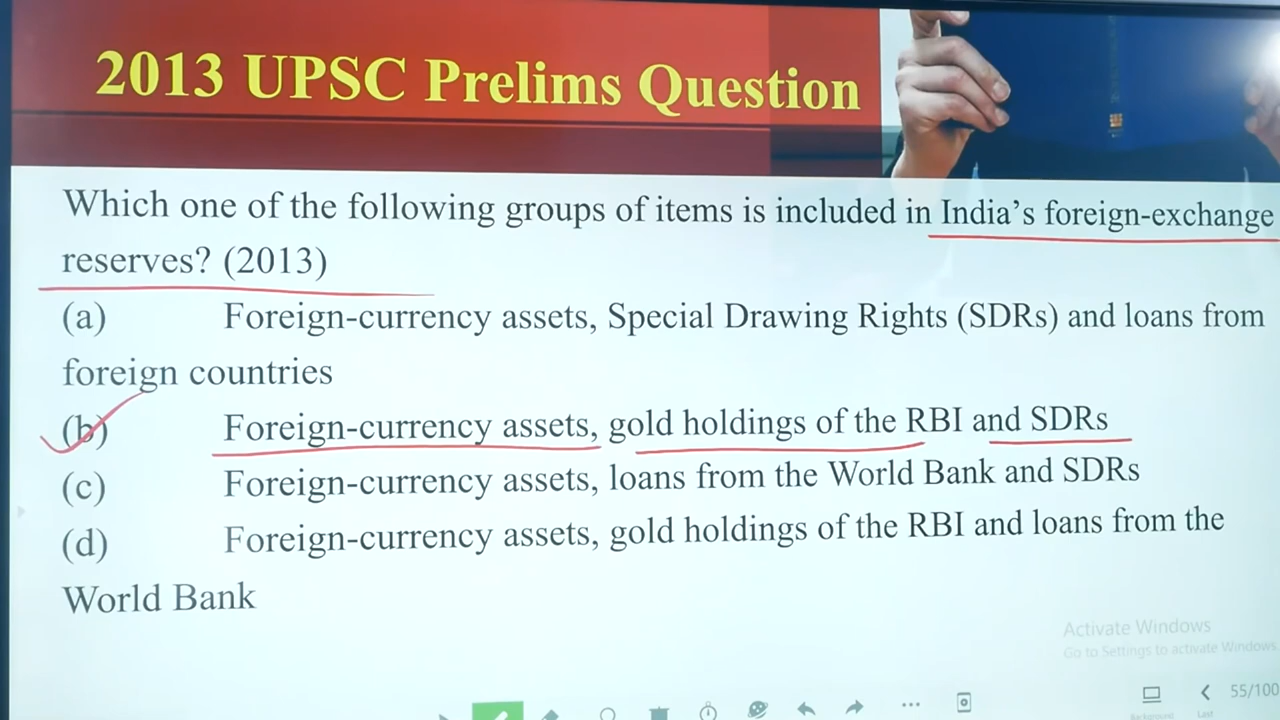 2013 UPSC Prelims Question
Which one of the following groups of items is included in India's foreign-exchange
reserves? (2013)
(a) Foreign-currency assets, Special Drawing Rights (SDRs) and loans from
foreign countries
(b) Foreign-currency assets, gold holdings of the RBI and SDRs
(c) Foreign-currency assets, loans from the World Bank and SDRs
(d) Foreign-currency assets, gold holdings of the RBI and loans from the
World Bank
Activate Windows
Go to Settings to activate Windows.
55/100
Background Last